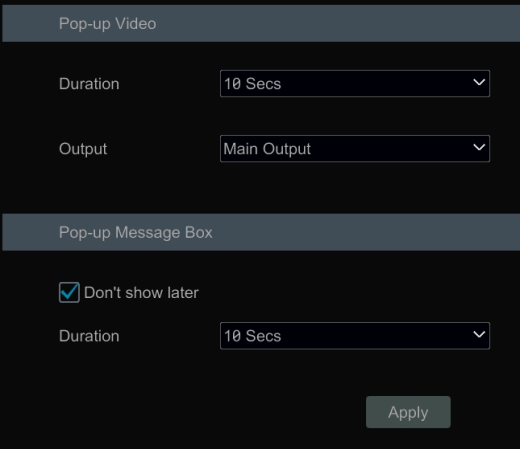 Pop-up Video
Duration 10 Secs
Output Main Output
Pop-up Message Box
Don't show later
Duration 10 Secs
Apply